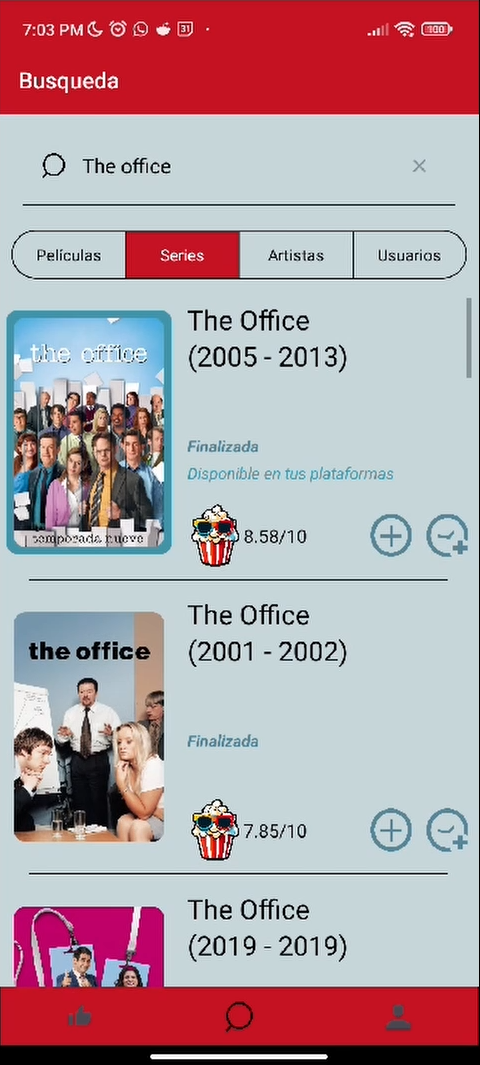 7:03 PM
31
100
Busqueda
The office
Películas
Series
Artistas
Usuarios
the office
temporada nueve
The Office
(2005 - 2013)
Finalizada
Disponible en tus plataformas
8.58/10
the office
The Office
(2001 - 2002)
Finalizada
7.85/10
The Office
(2019 - 2019)